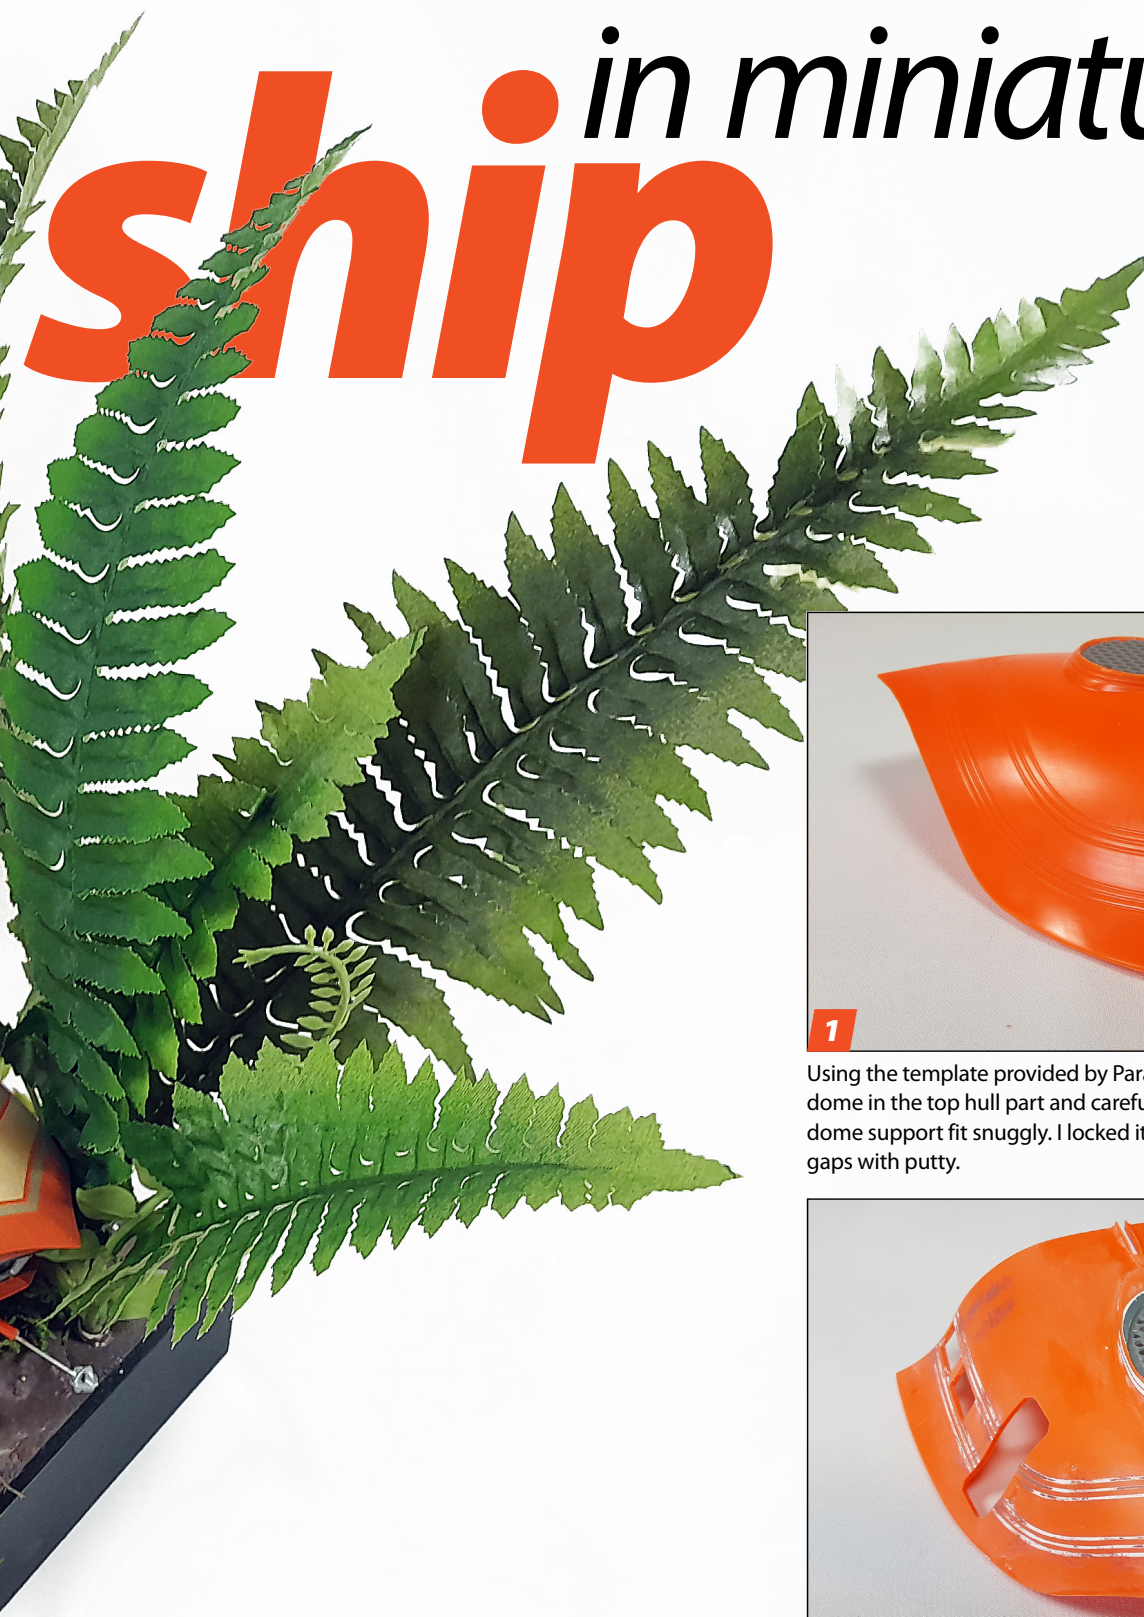 in miniatu
ship
1
Using the template provided by Para
dome in the top hull part and carefu
dome support fit snuggly. I locked it
gaps with putty.